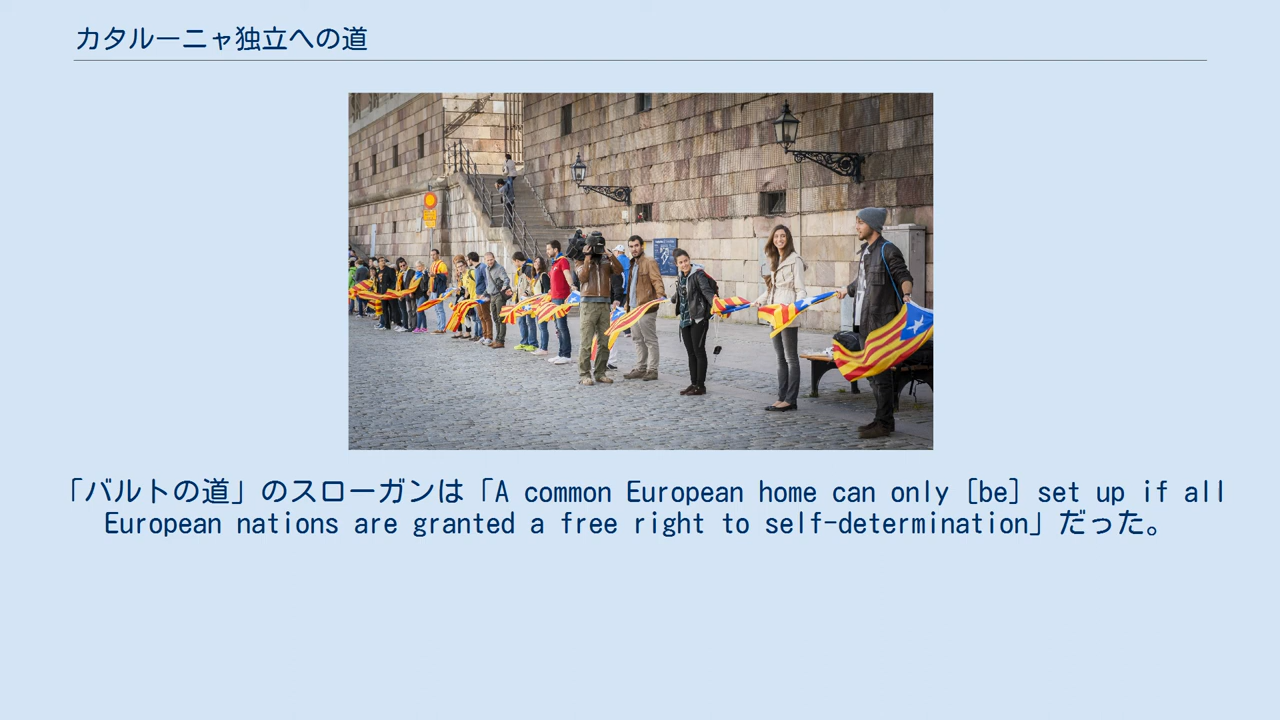 カタルーニャ独立への道
「バルトの道」のスローガンは「A common European home can only [be] set up if all
European nations are granted a free right to self-determination」だった。